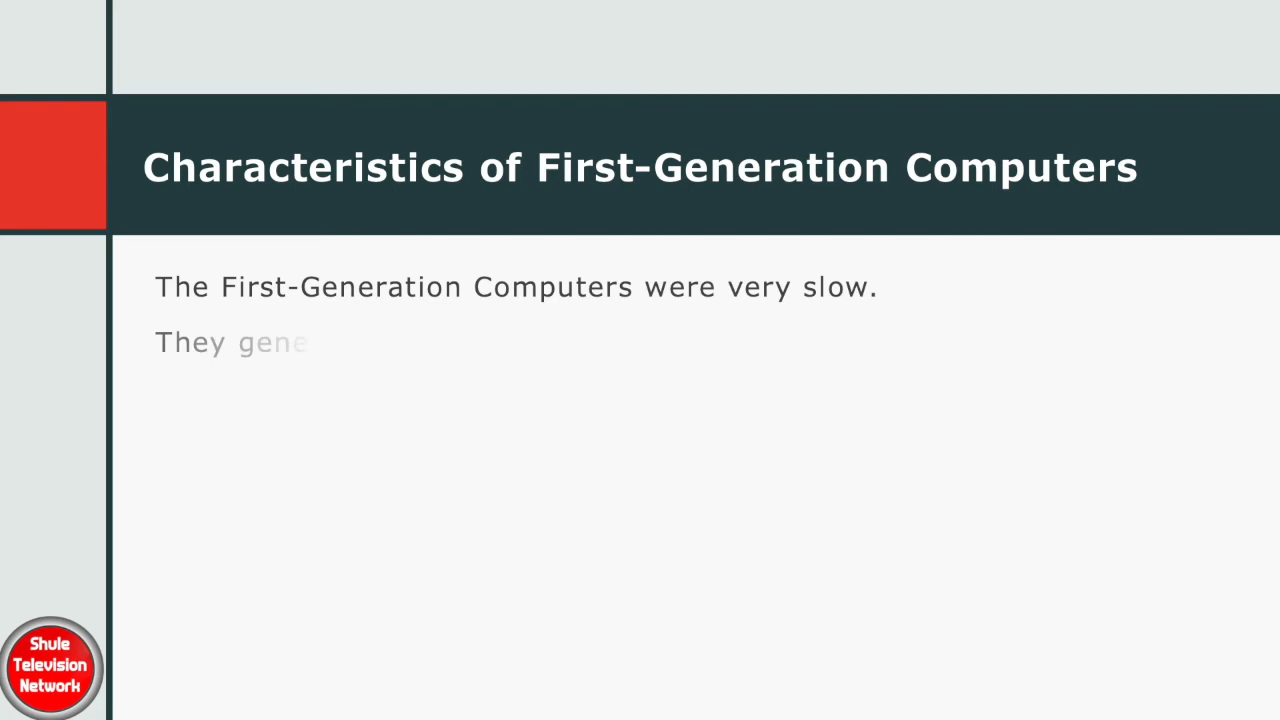 Characteristics of First-Generation Computers
The First-Generation Computers were very slow.
They gene
Shule
Television
Network